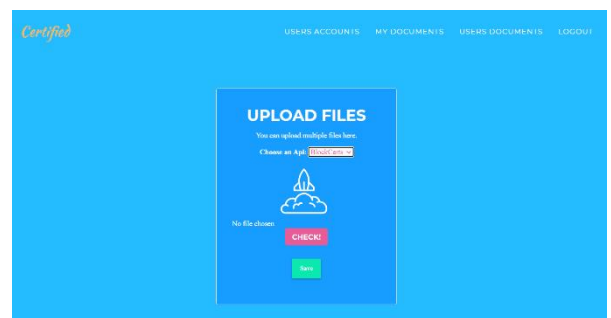 Certified
USERS ACCOUNTS MY DOCUMENTS USERS DOCUMENTS LOGOUT
UPLOAD FILES
You can upload multiple files here.
Choose an Api:
No file chosen
CHECK!
Save